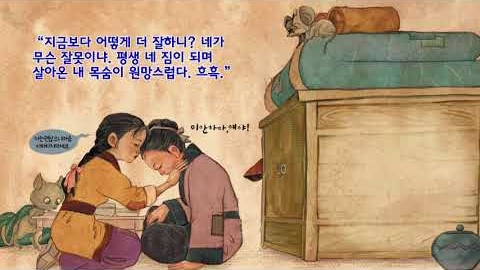 “지금보다 어떻게 더 잘하니? 네가
무슨 잘못이냐. 평생 네 짐이 되며
살아온 내 목숨이 원망스럽다. 흐흑.”
미안하다, 얘야!